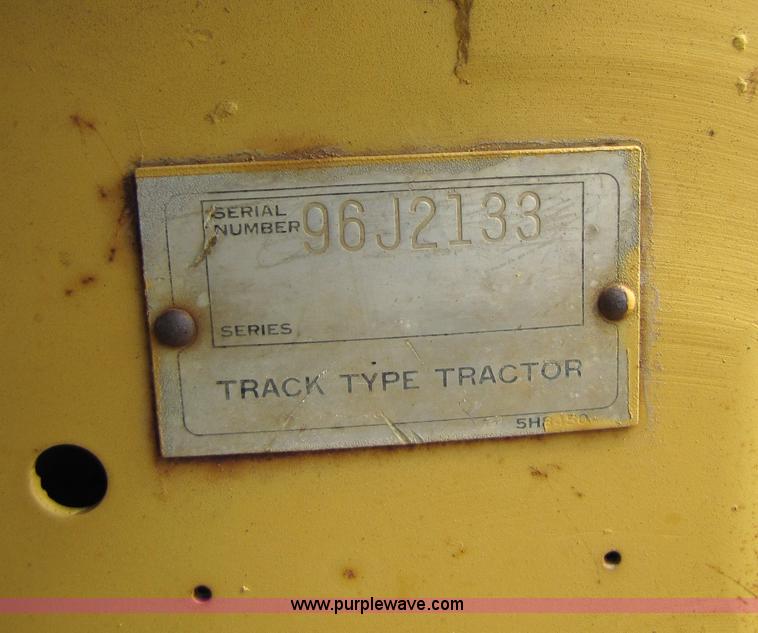 SERIAL
NUMBER 96J2133
SERIES
TRACK TYPE TRACTOR
www.purplewave.com